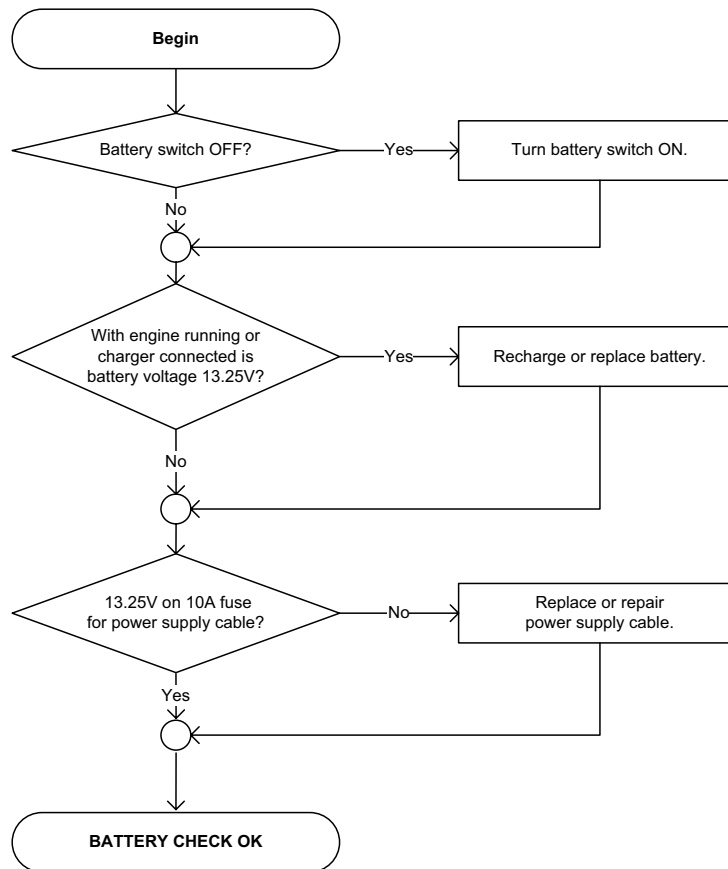 Begin
Battery switch OFF?
Yes
Turn battery switch ON.
No
With engine running or
charger connected is
battery voltage 13.25V?
Yes
Recharge or replace battery.
No
13.25V on 10A fuse
for power supply cable?
No
Replace or repair
power supply cable.
Yes
BATTERY CHECK OK